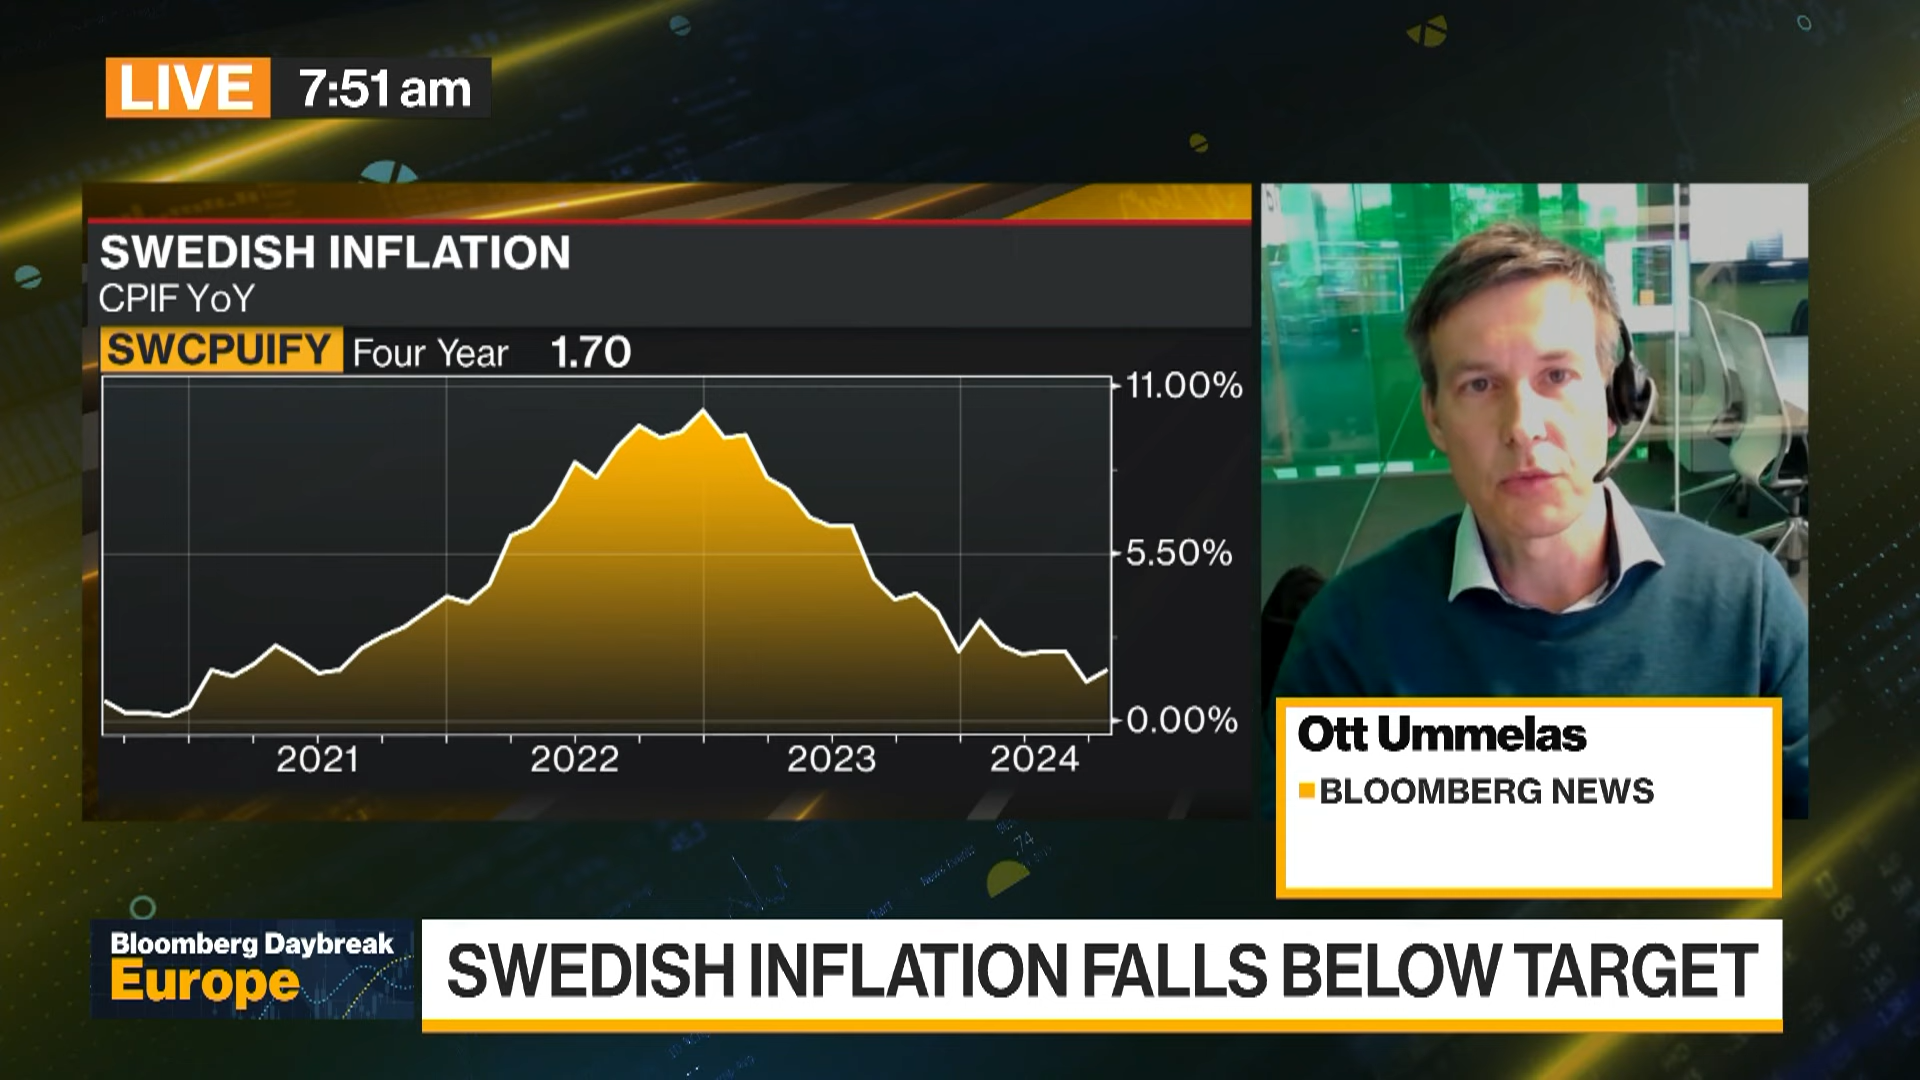 LIVE 7:51 am
SWEDISH INFLATION
CPIF YoY
SWCPUIFY Four Year 1.70
11.00%
5.50%
0.00%
2021 2022 2023 2024
Ott Ummelas
BLOOMBERG NEWS
Bloomberg Daybreak
Europe
SWEDISH INFLATION FALLS BELOW TARGET